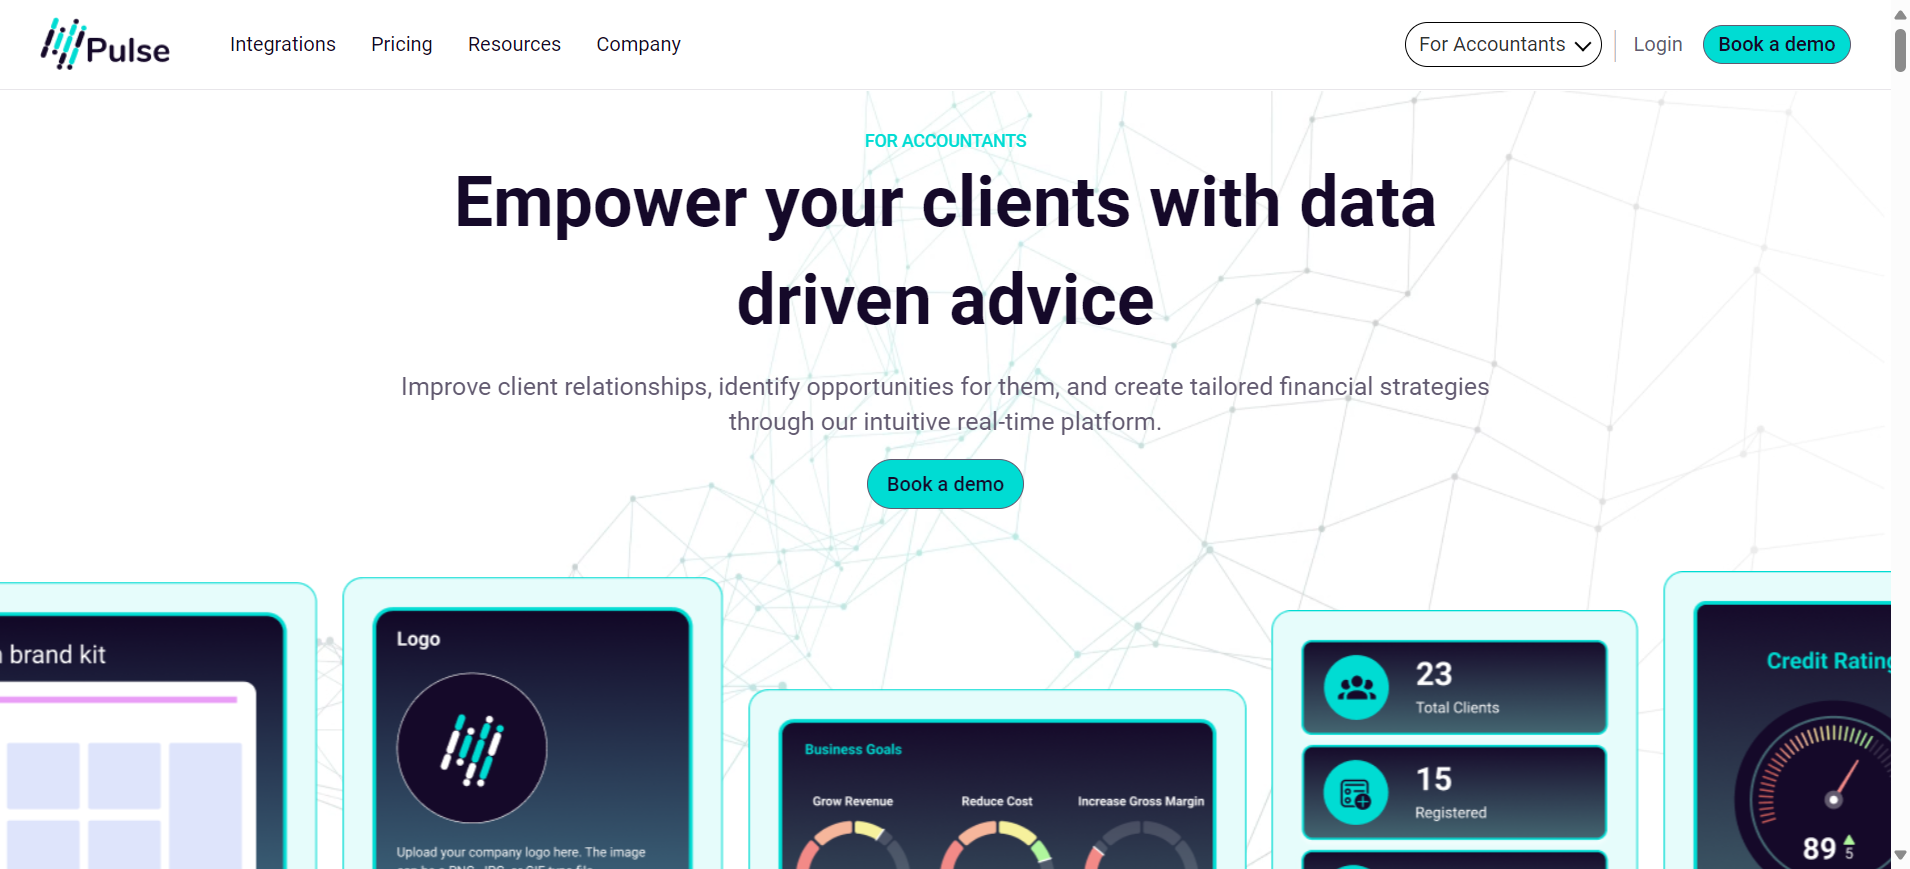 Pulse
Integrations
Pricing
Resources
Company
For Accountants
Login
Book a demo
FOR ACCOUNTANTS
Empower your clients with data
driven advice
Improve client relationships, identify opportunities for them, and create tailored financial strategies
through our intuitive real-time platform.
Book a demo
brand kit
Logo
Upload your company logo here. The image
Business Goals
Grow Revenue
Reduce Cost
Increase Gross Margin
23
Total Clients
15
Registered
Credit Rating
89
5